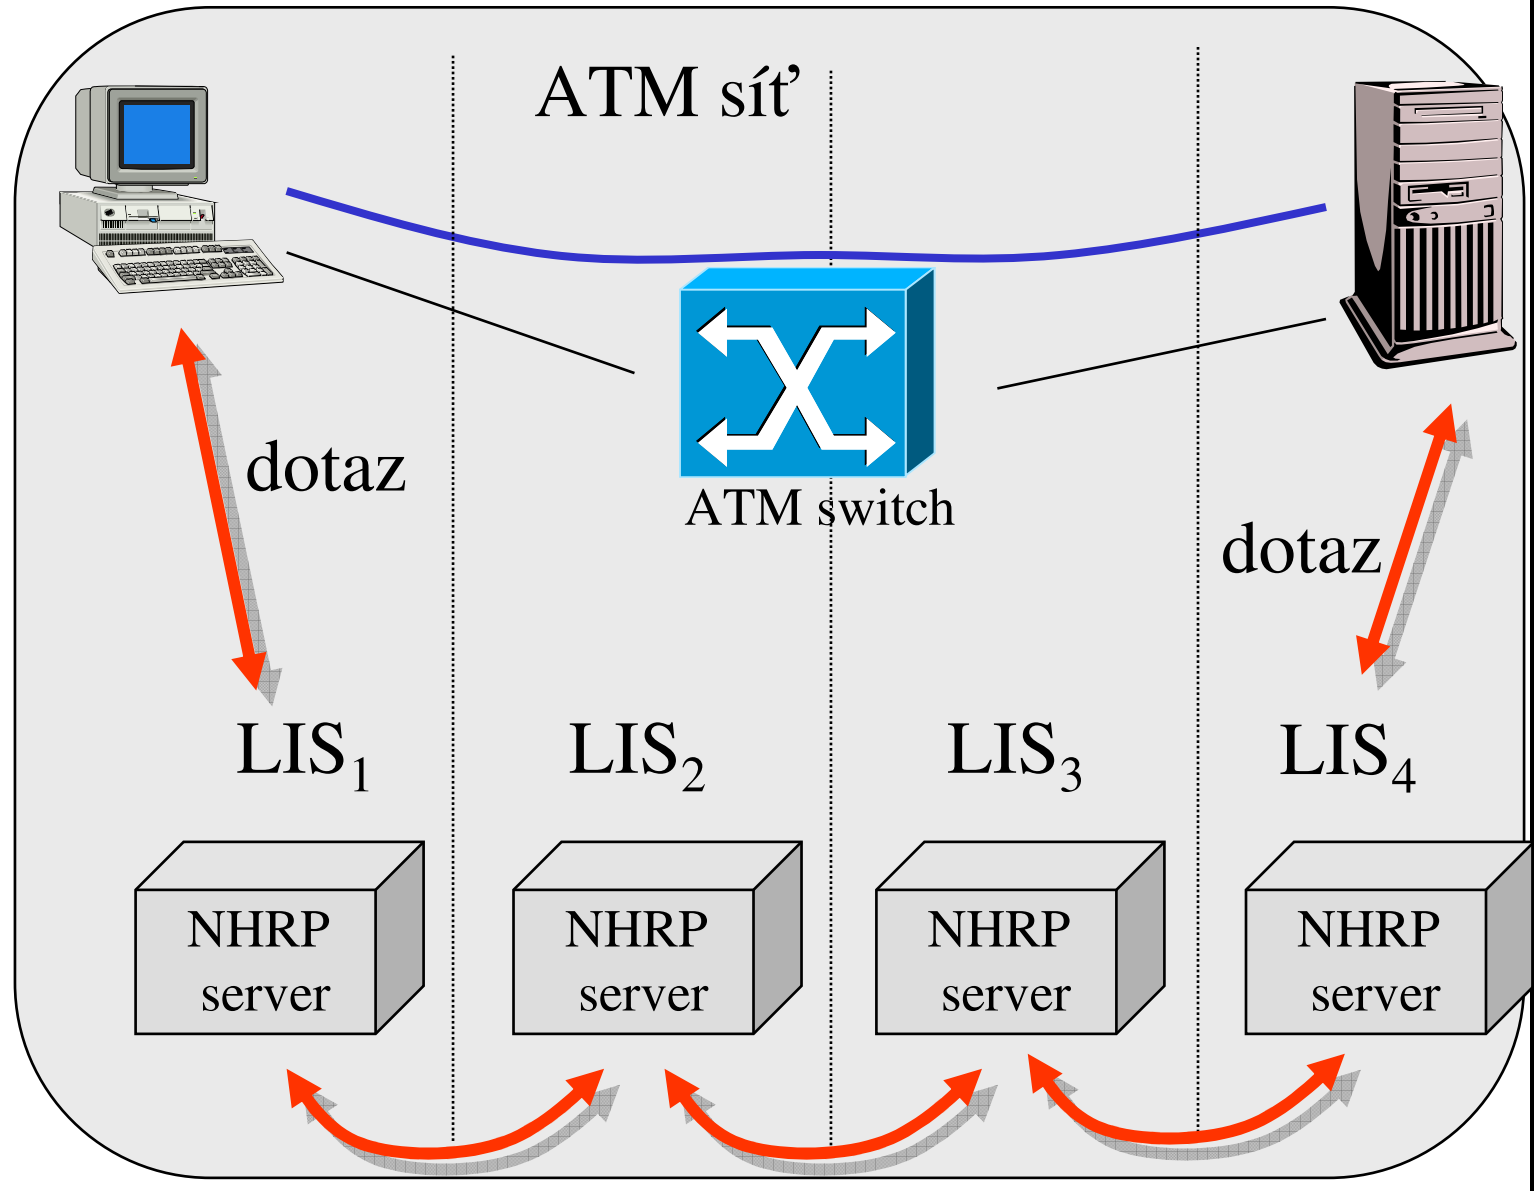 ATM síť
dotaz
ATM switch
dotaz
LIS₁
LIS₂
LIS₃
LIS₄
NHRP
server
NHRP
server
NHRP
server
NHRP
server